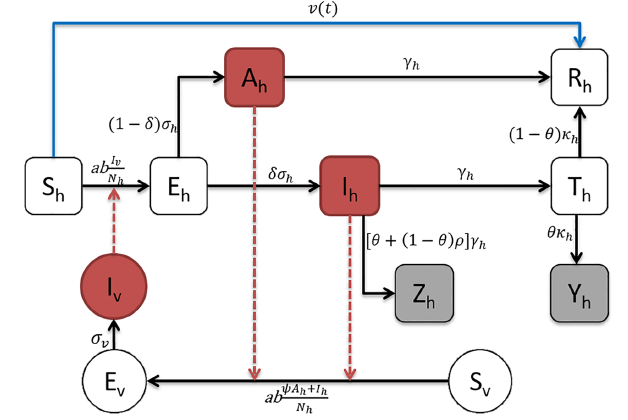 v(t)
A_h
γ_h
R_h
(1−δ)σ_h
(1−θ)κ_h
S_h
ab I_v/N_h
E_h
δσ_h
I_h
γ_h
T_h
[θ+(1−θ)ρ]γ_h
θκ_h
I_v
Z_h
Y_h
σ_v
E_v
S_v
ab ψA_h+I_h/N_h